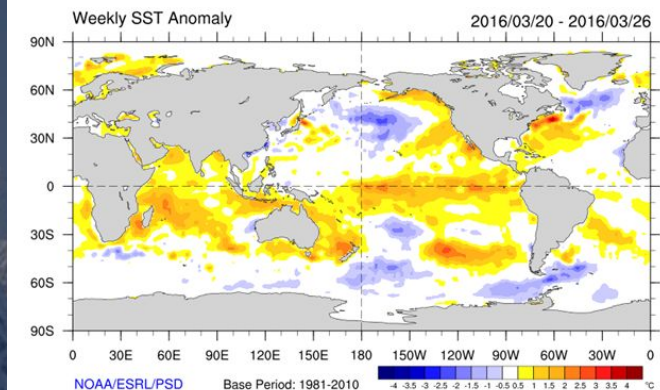 Weekly SST Anomaly
2016/03/20 - 2016/03/26
90N
60N
30N
0
30S
60S
90S
0 30E 60E 90E 120E 150E 180 150W 120W 90W 60W 30W 0
NOAA/ESRL/PSD
Base Period: 1981-2010
-4 -3.5 -3 -2.5 -2 -1.5 -1 -0.5 0.5 1 1.5 2 2.5 3 3.5 4 °C